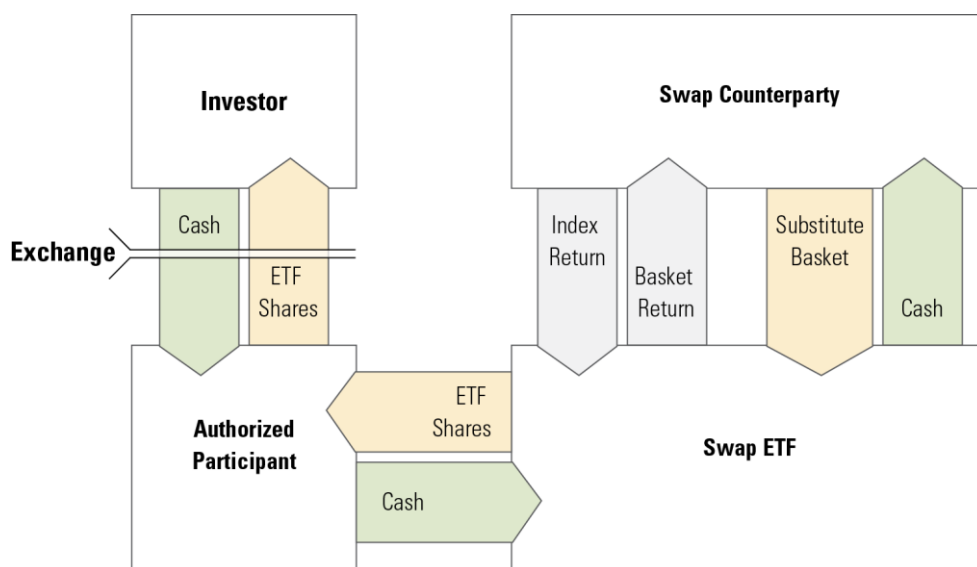 Investor
Swap Counterparty
Cash
Exchange
ETF
Shares
Index
Return
Basket
Return
Substitute
Basket
Cash
Authorized
Participant
ETF
Shares
Cash
Swap ETF